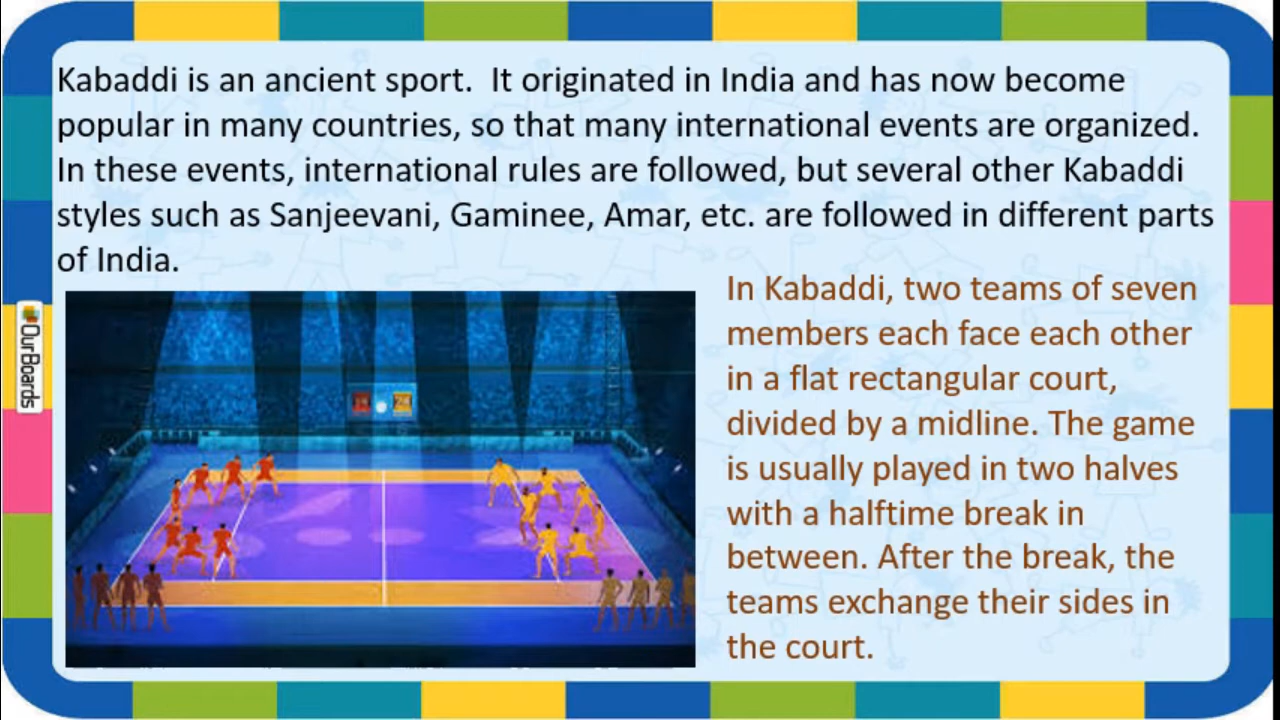 Kabaddi is an ancient sport.  It originated in India and has now become
popular in many countries, so that many international events are organized.
In these events, international rules are followed, but several other Kabaddi
styles such as Sanjeevani, Gaminee, Amar, etc. are followed in different parts
of India.
In Kabaddi, two teams of seven
members each face each other
in a flat rectangular court,
divided by a midline. The game
is usually played in two halves
with a halftime break in
between. After the break, the
teams exchange their sides in
the court.
OurBoards